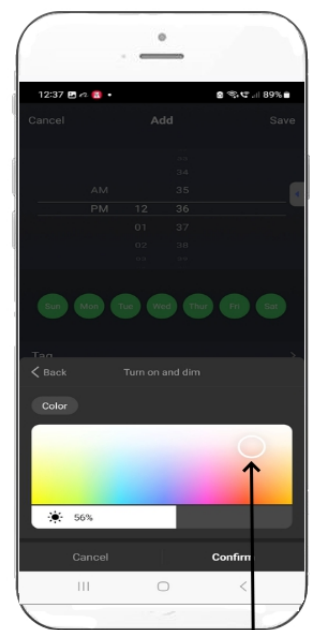 12:37 89%
Cancel Add Save
34
AM 35
PM 12 36
01 37
02 38
Sun Mon Tue Wed Thur Fri Sat
Tag
Back Turn on and dim
Color
56%
Cancel Confirm